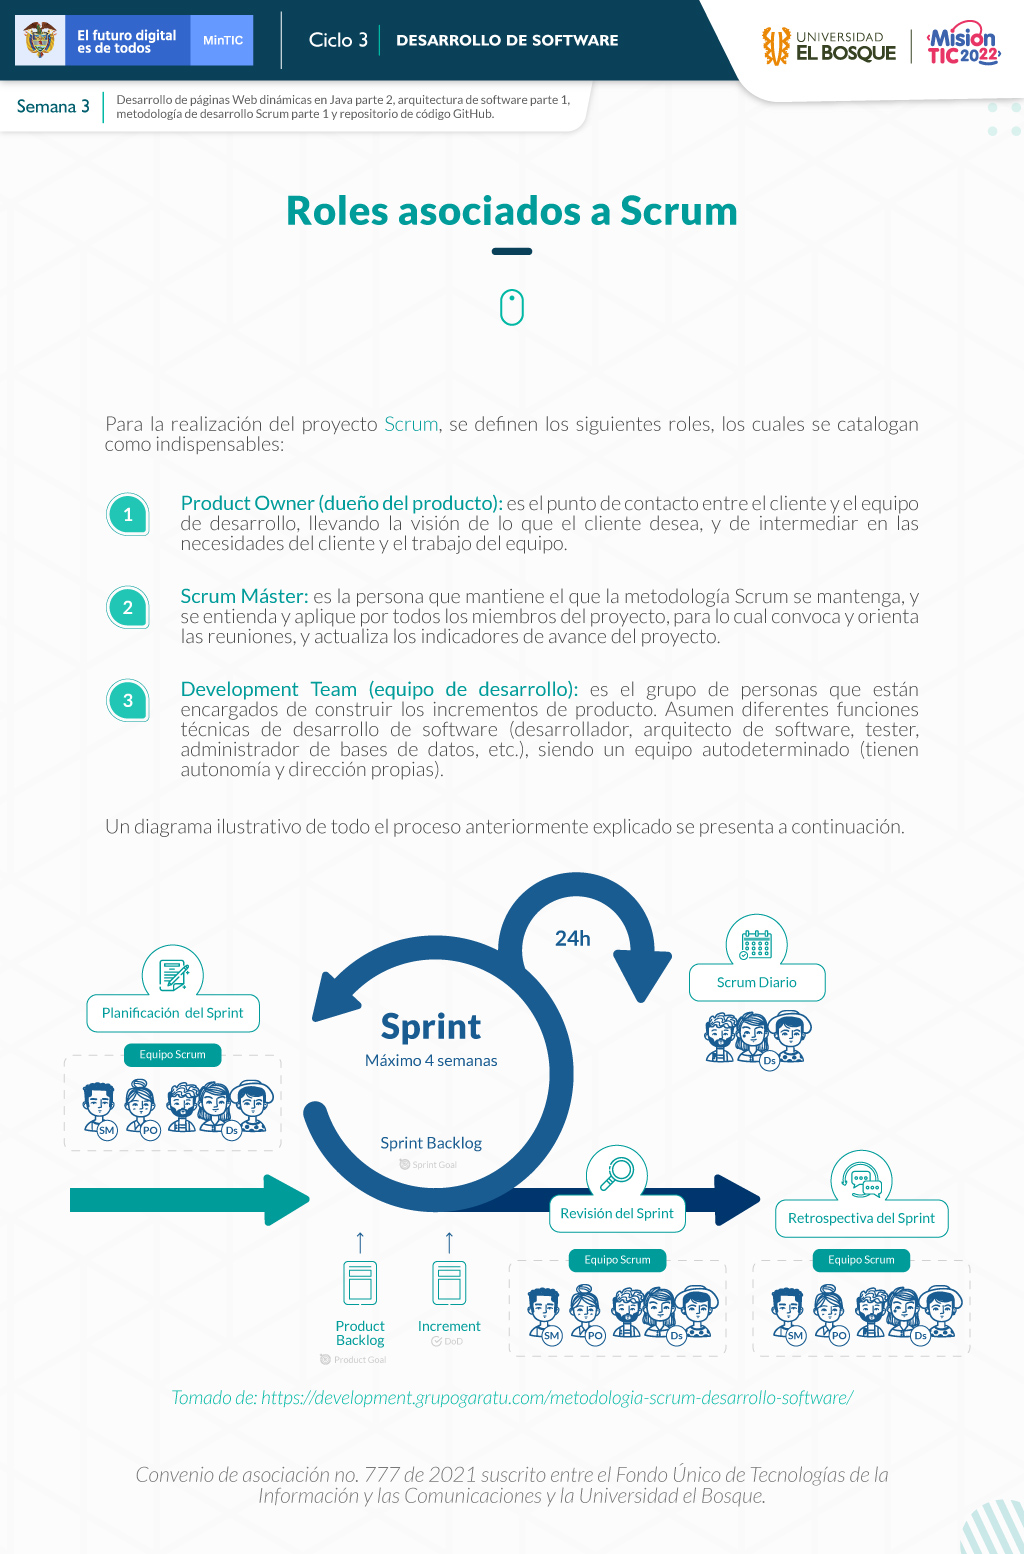 El futuro digital
es de todos
MinTIC
Ciclo 3
DESARROLLO DE SOFTWARE
UNIVERSIDAD
EL BOSQUE
Misión
TIC2022
Semana 3
Desarrollo de páginas Web dinámicas en Java parte 2, arquitectura de software parte 1,
metodología de desarrollo Scrum parte 1 y repositorio de código GitHub.
Roles asociados a Scrum
Para la realización del proyecto Scrum, se definen los siguientes roles, los cuales se catalogan
como indispensables:
1
Product Owner (dueño del producto): es el punto de contacto entre el cliente y el equipo
de desarrollo, llevando la visión de lo que el cliente desea, y de intermediar en las
necesidades del cliente y el trabajo del equipo.
2
Scrum Máster: es la persona que mantiene el que la metodología Scrum se mantenga, y
se entienda y aplique por todos los miembros del proyecto, para lo cual convoca y orienta
las reuniones, y actualiza los indicadores de avance del proyecto.
3
Development Team (equipo de desarrollo): es el grupo de personas que están
encargados de construir los incrementos de producto. Asumen diferentes funciones
técnicas de desarrollo de software (desarrollador, arquitecto de software, tester,
administrador de bases de datos, etc.), siendo un equipo autodeterminado (tienen
autonomía y dirección propias).
Un diagrama ilustrativo de todo el proceso anteriormente explicado se presenta a continuación.
24h
Scrum Diario
Ds
Planificación del Sprint
Equipo Scrum
SM
PO
Ds
Sprint
Máximo 4 semanas
Sprint Backlog
Sprint Goal
Revisión del Sprint
Equipo Scrum
SM
PO
Ds
Retrospectiva del Sprint
Equipo Scrum
SM
PO
Ds
Product
Backlog
Product Goal
Increment
DoD
Tomado de: https://development.grupogaratu.com/metodologia-scrum-desarrollo-software/
Convenio de asociación no. 777 de 2021 suscrito entre el Fondo Único de Tecnologías de la
Información y las Comunicaciones y la Universidad el Bosque.